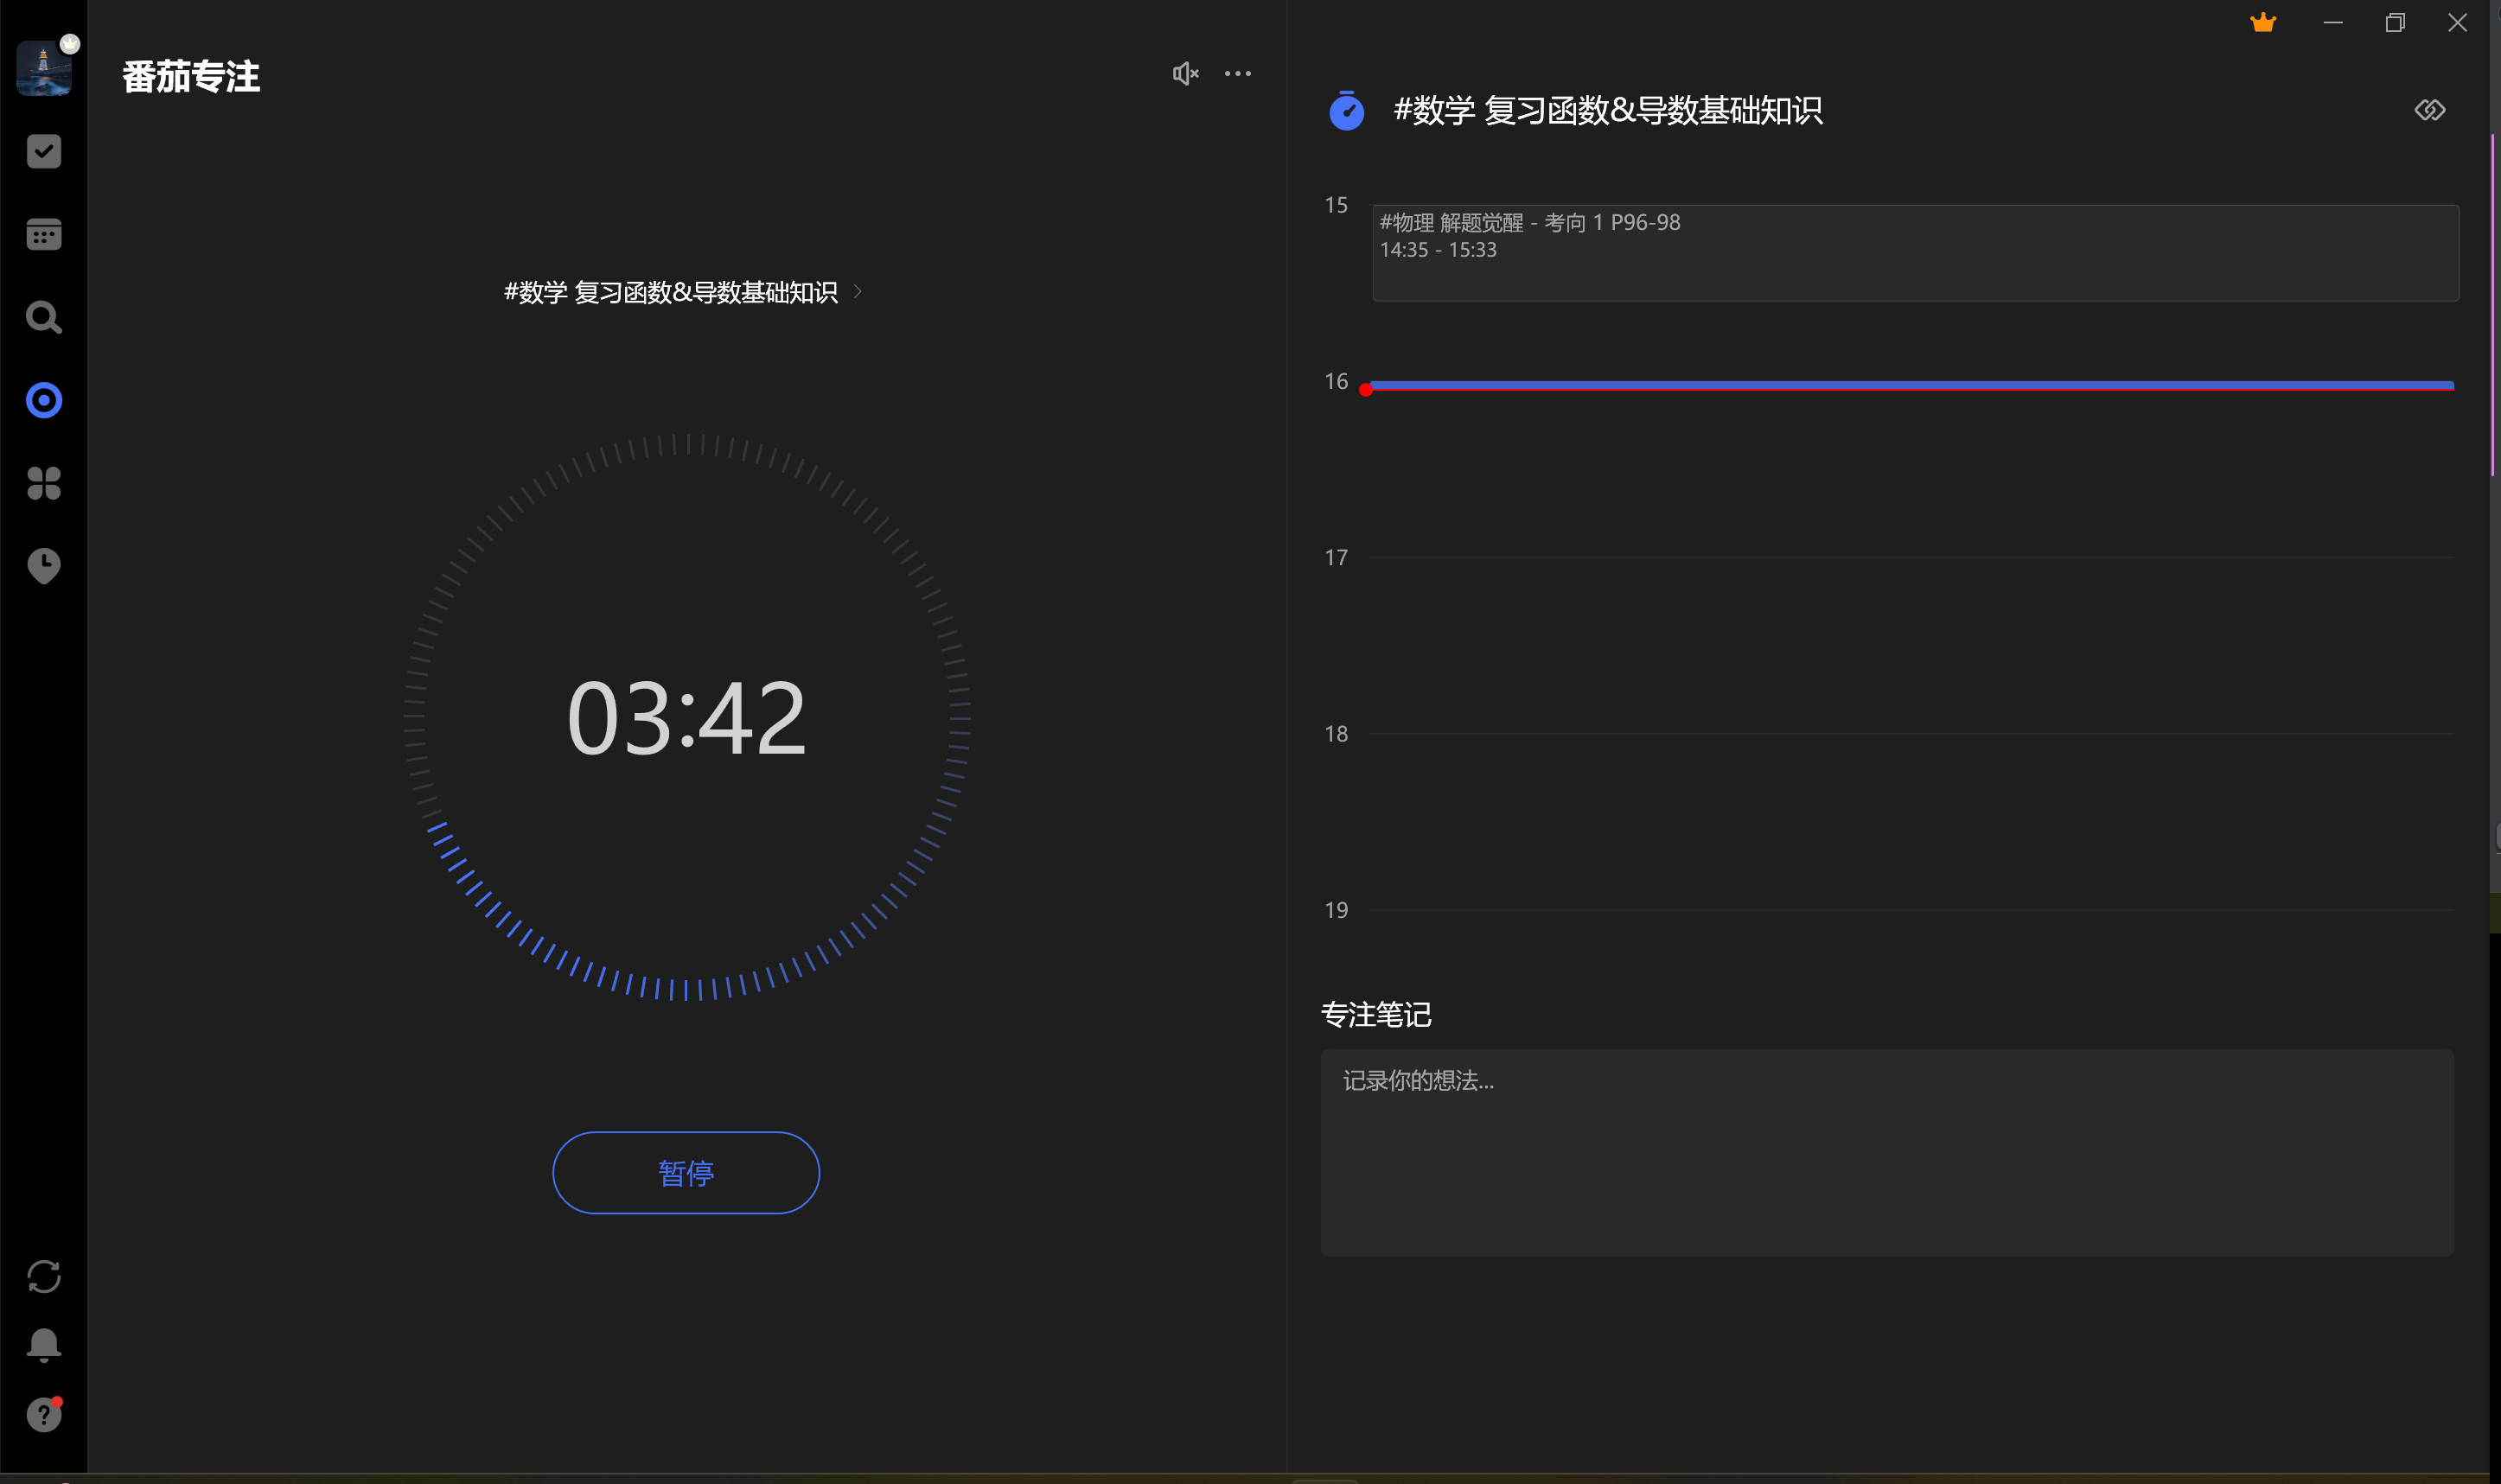 番茄专注
#数学 复习函数&导数基础知识
03:42
暂停
#数学 复习函数&导数基础知识
15
#物理 解题觉醒 - 考向 1 P96-98
14:35 - 15:33
16
17
18
19
专注笔记
记录你的想法...